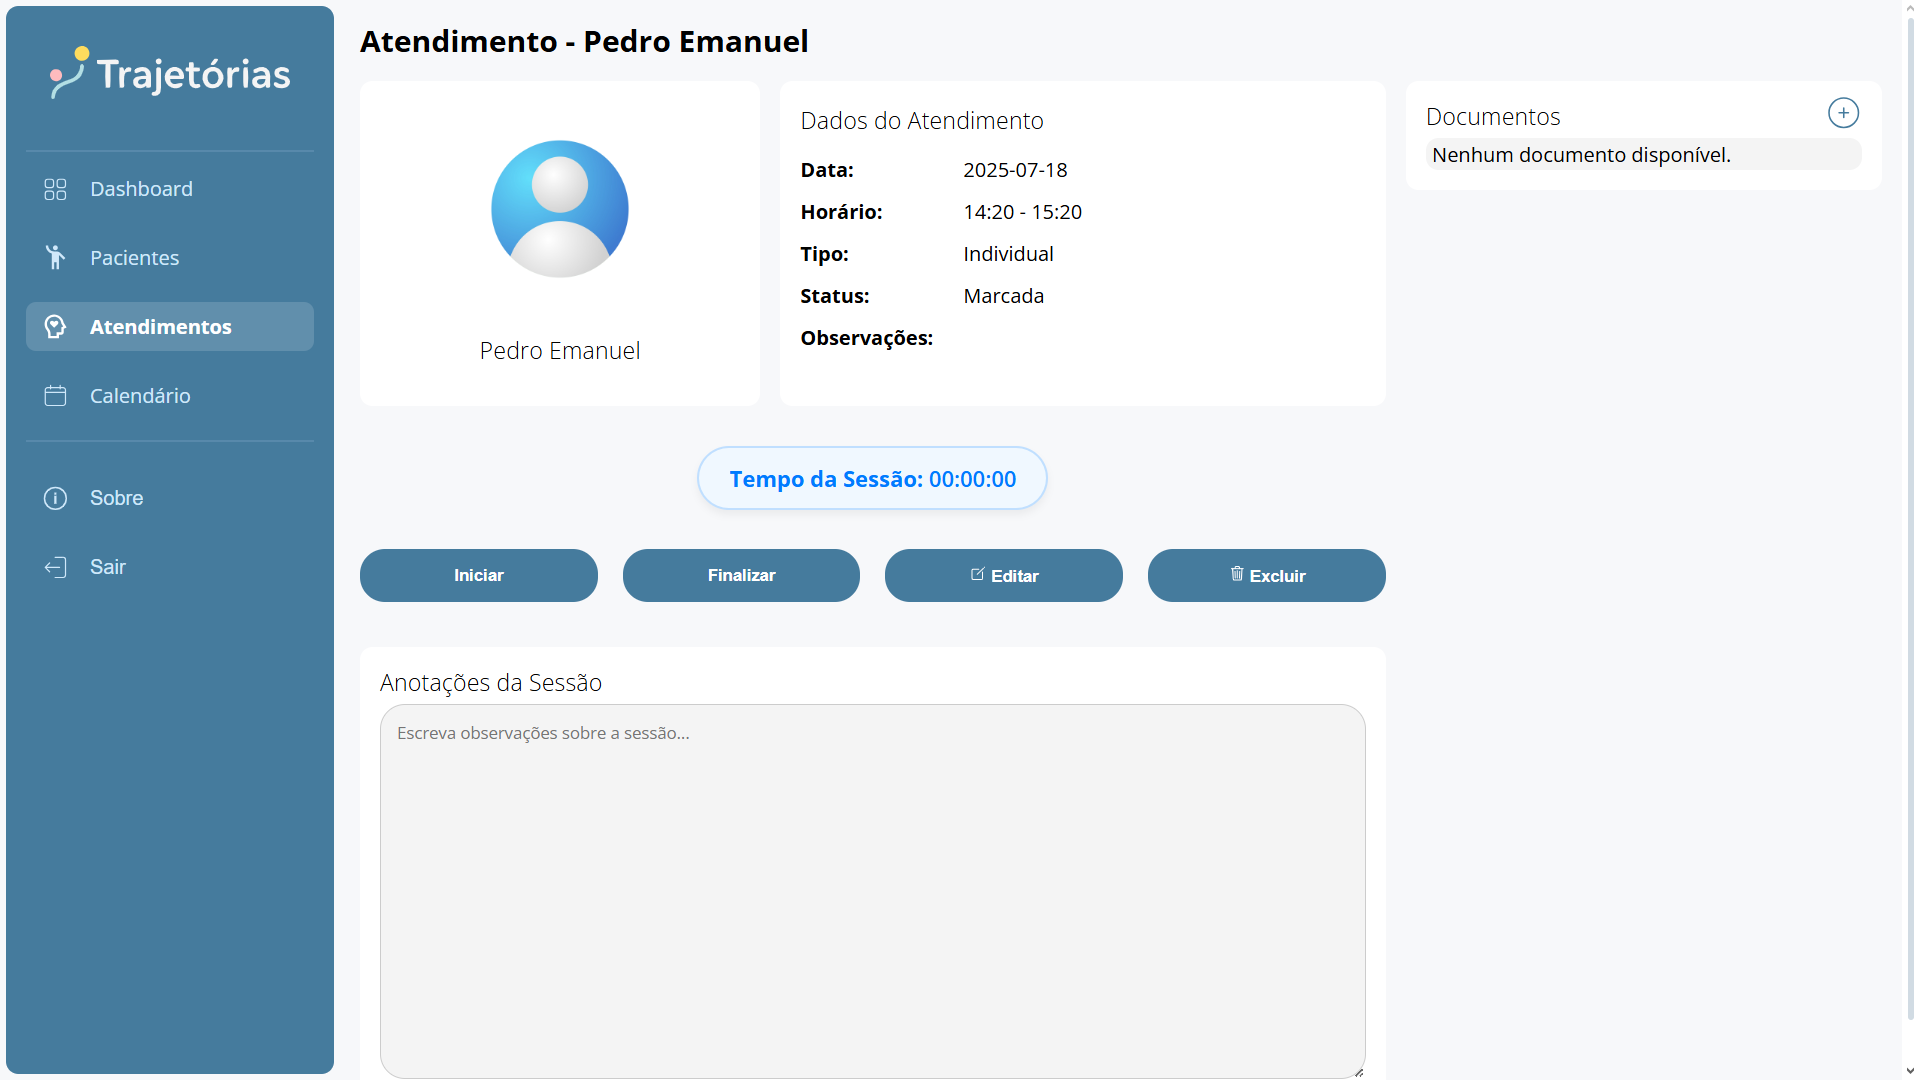 Trajetórias
Dashboard
Pacientes
Atendimentos
Calendário
Sobre
Sair
Atendimento - Pedro Emanuel
Pedro Emanuel
Dados do Atendimento
Data: 2025-07-18
Horário: 14:20 - 15:20
Tipo: Individual
Status: Marcada
Observações:
Documentos
Nenhum documento disponível.
Tempo da Sessão: 00:00:00
Iniciar
Finalizar
Editar
Excluir
Anotações da Sessão
Escreva observações sobre a sessão...